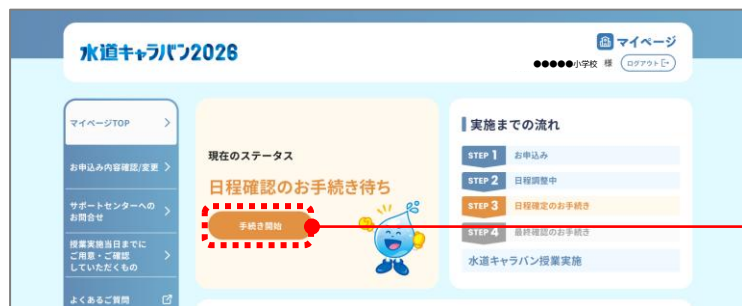 水道キャラバン2026
マイページ
●●●●●小学校 様
ログアウト
マイページTOP
お申込み内容確認/変更
サポートセンターへの
お問合せ
授業実施当日までに
ご用意・ご確認
していただくもの
よくあるご質問
現在のステータス
日程確認のお手続き待ち
手続き開始
実施までの流れ
STEP 1 お申込み
STEP 2 日程調整中
STEP 3 日程確定のお手続き
STEP 4 最終確認のお手続き
水道キャラバン授業実施